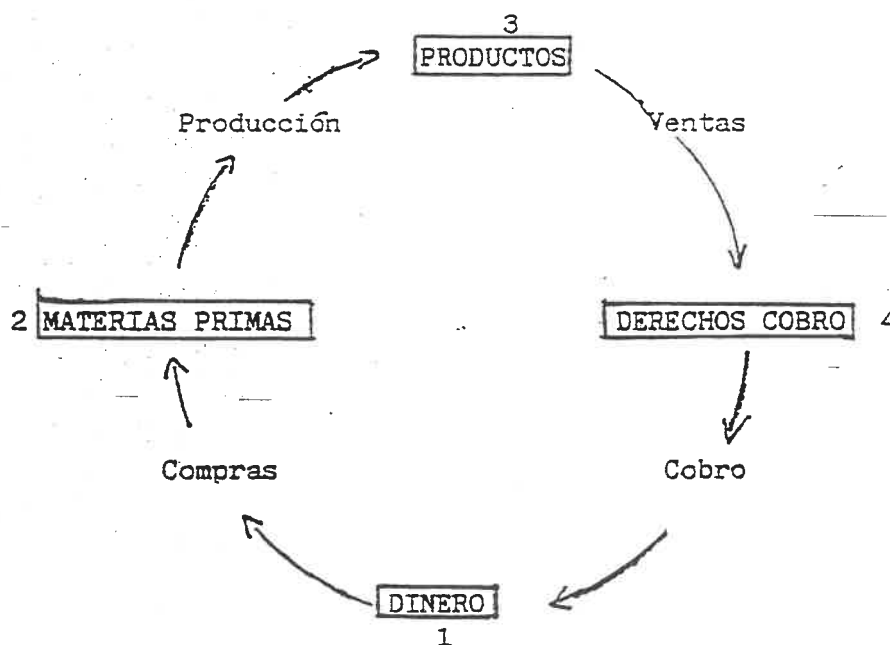 3
PRODUCTOS
Producción
Ventas
2 MATERIAS PRIMAS
DERECHOS COBRO 4
Compras
Cobro
DINERO
1